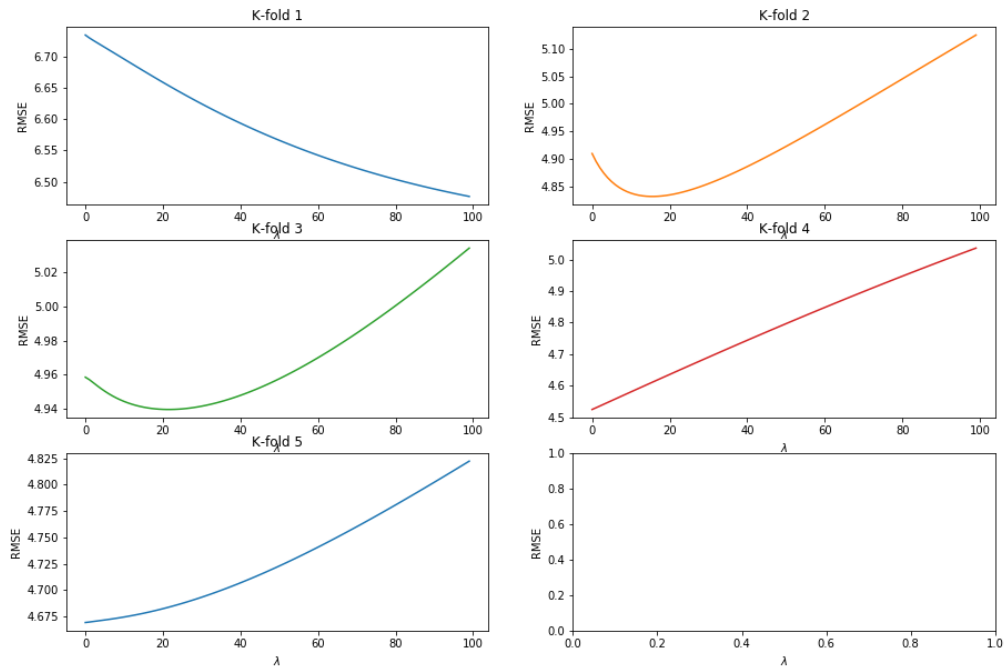 K-fold 1
RMSE
6.70
6.65
6.60
6.55
6.50
0 20 40 60 80 100
λ
K-fold 2
RMSE
5.10
5.05
5.00
4.95
4.90
4.85
0 20 40 60 80 100
λ
K-fold 3
RMSE
5.02
5.00
4.98
4.96
4.94
0 20 40 60 80 100
λ
K-fold 4
RMSE
5.0
4.9
4.8
4.7
4.6
4.5
0 20 40 60 80 100
λ
K-fold 5
RMSE
4.825
4.800
4.775
4.750
4.725
4.700
4.675
0 20 40 60 80 100
λ
RMSE
1.0
0.8
0.6
0.4
0.2
0.0
0.0 0.2 0.4 0.6 0.8 1.0
λ